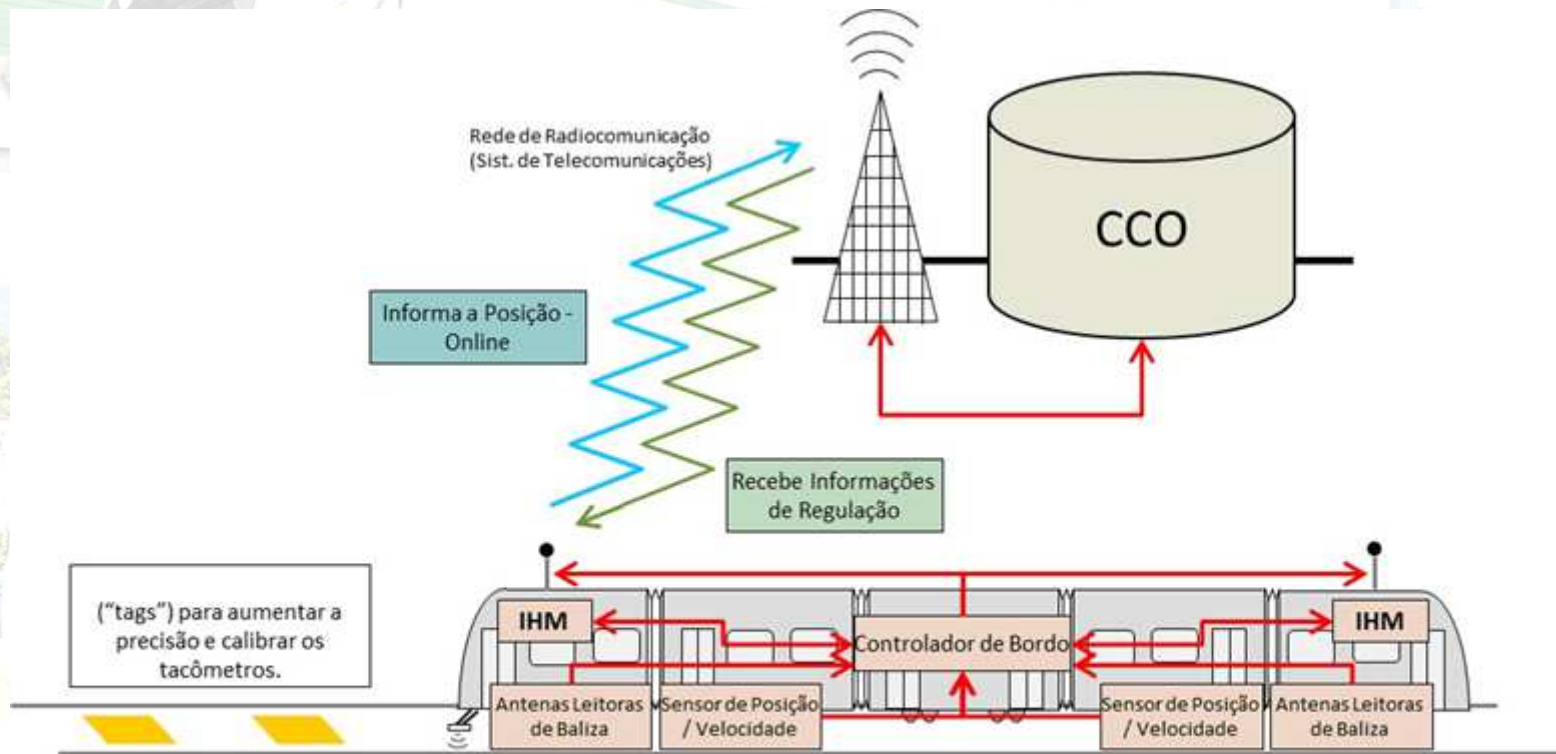 Rede de Radiocomunicação
(Sist. de Telecomunicações)
CCO
Informa a Posição -
Online
Recebe Informações
de Regulação
("tags") para aumentar a
precisão e calibrar os
tacômetros.
IHM
Controlador de Bordo
IHM
Antenas Leitoras
de Baliza
Sensor de Posição
/ Velocidade
Sensor de Posição
/ Velocidade
Antenas Leitoras
de Baliza